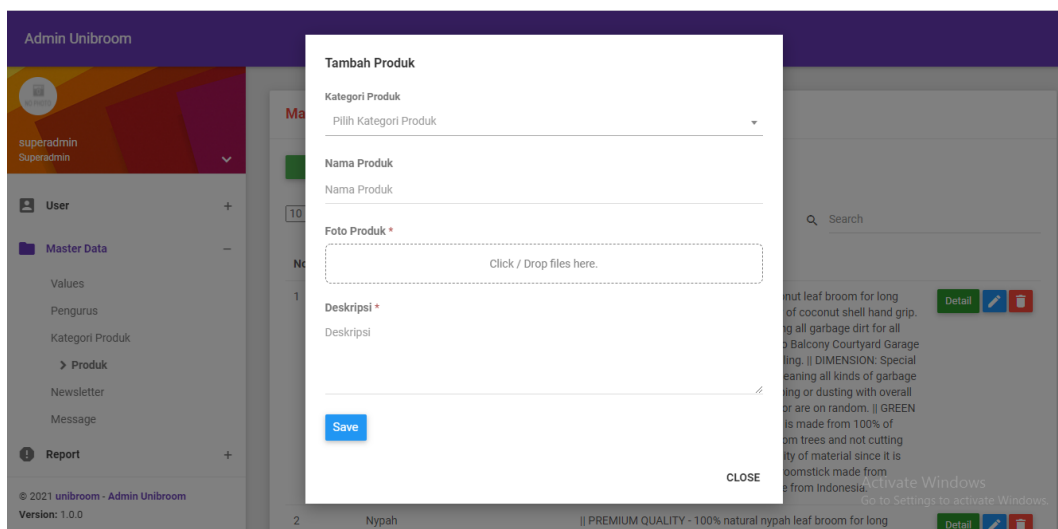 Admin Unibroom
superadmin
Superadmin
User
Master Data
Values
Pengurus
Kategori Produk
Produk
Newsletter
Message
Report
© 2021 unibroom - Admin Unibroom
Version: 1.0.0
Ma
10
No
1
Tambah Produk
Kategori Produk
Pilih Kategori Produk
Nama Produk
Nama Produk
Foto Produk *
Click / Drop files here.
Deskripsi *
Deskripsi
Save
CLOSE
Search
nut leaf broom for long
of coconut shell hand grip.
ng all garbage dirt for all
o Balcony Courtyard Garage
ling. || DIMENSION: Special
eaning all kinds of garbage
ing or dusting with overall
or are on random. || GREEN
is made from 100% of
om trees and not cutting
ity of material since it is
oomstick made from
e from Indonesia.
Detail
2 Nypah || PREMIUM QUALITY - 100% natural nypah leaf broom for long
Detail
Activate Windows
Go to Settings to activate Windows.